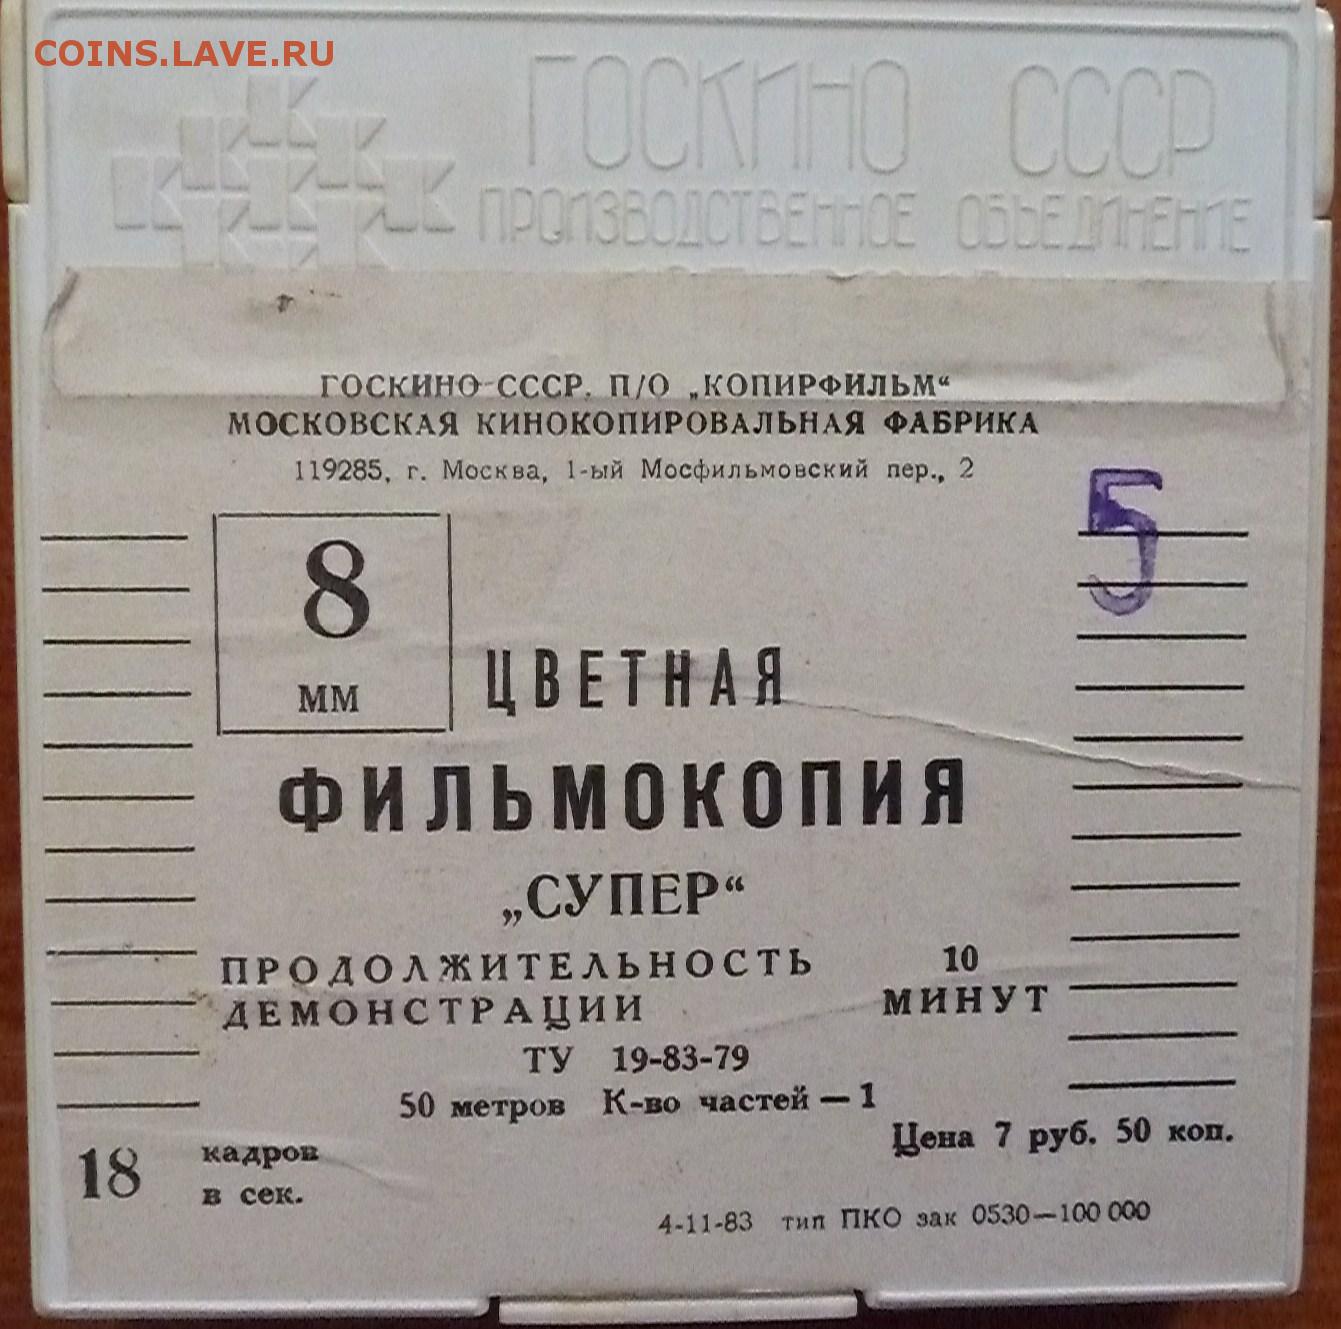 COINS.LAVE.RU
ГОСКИНО СССР
ПРОИЗВОДСТВЕННОЕ ОБЪЕДИНЕНИЕ
ГОСКИНО СССР. П/О „КОПИРФИЛЬМ“
МОСКОВСКАЯ КИНОКОПИРОВАЛЬНАЯ ФАБРИКА
119285, г. Москва, 1-ый Мосфильмовский пер., 2
5
8
мм
ЦВЕТНАЯ
ФИЛЬМОКОПИЯ
„СУПЕР“
ПРОДОЛЖИТЕЛЬНОСТЬ 10
ДЕМОНСТРАЦИИ МИНУТ
ТУ 19-83-79
50 метров К-во частей — 1
Цена 7 руб. 50 коп.
18 кадров
в сек.
4-11-83 тип ПКО зак 0530—100 000